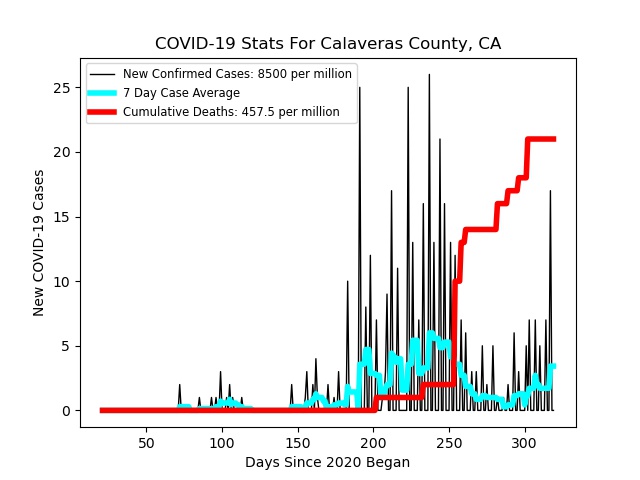 COVID-19 Stats For Calaveras County, CA
New Confirmed Cases: 8500 per million
7 Day Case Average
Cumulative Deaths: 457.5 per million
New COVID-19 Cases
25
20
15
10
5
0
50 100 150 200 250 300
Days Since 2020 Began